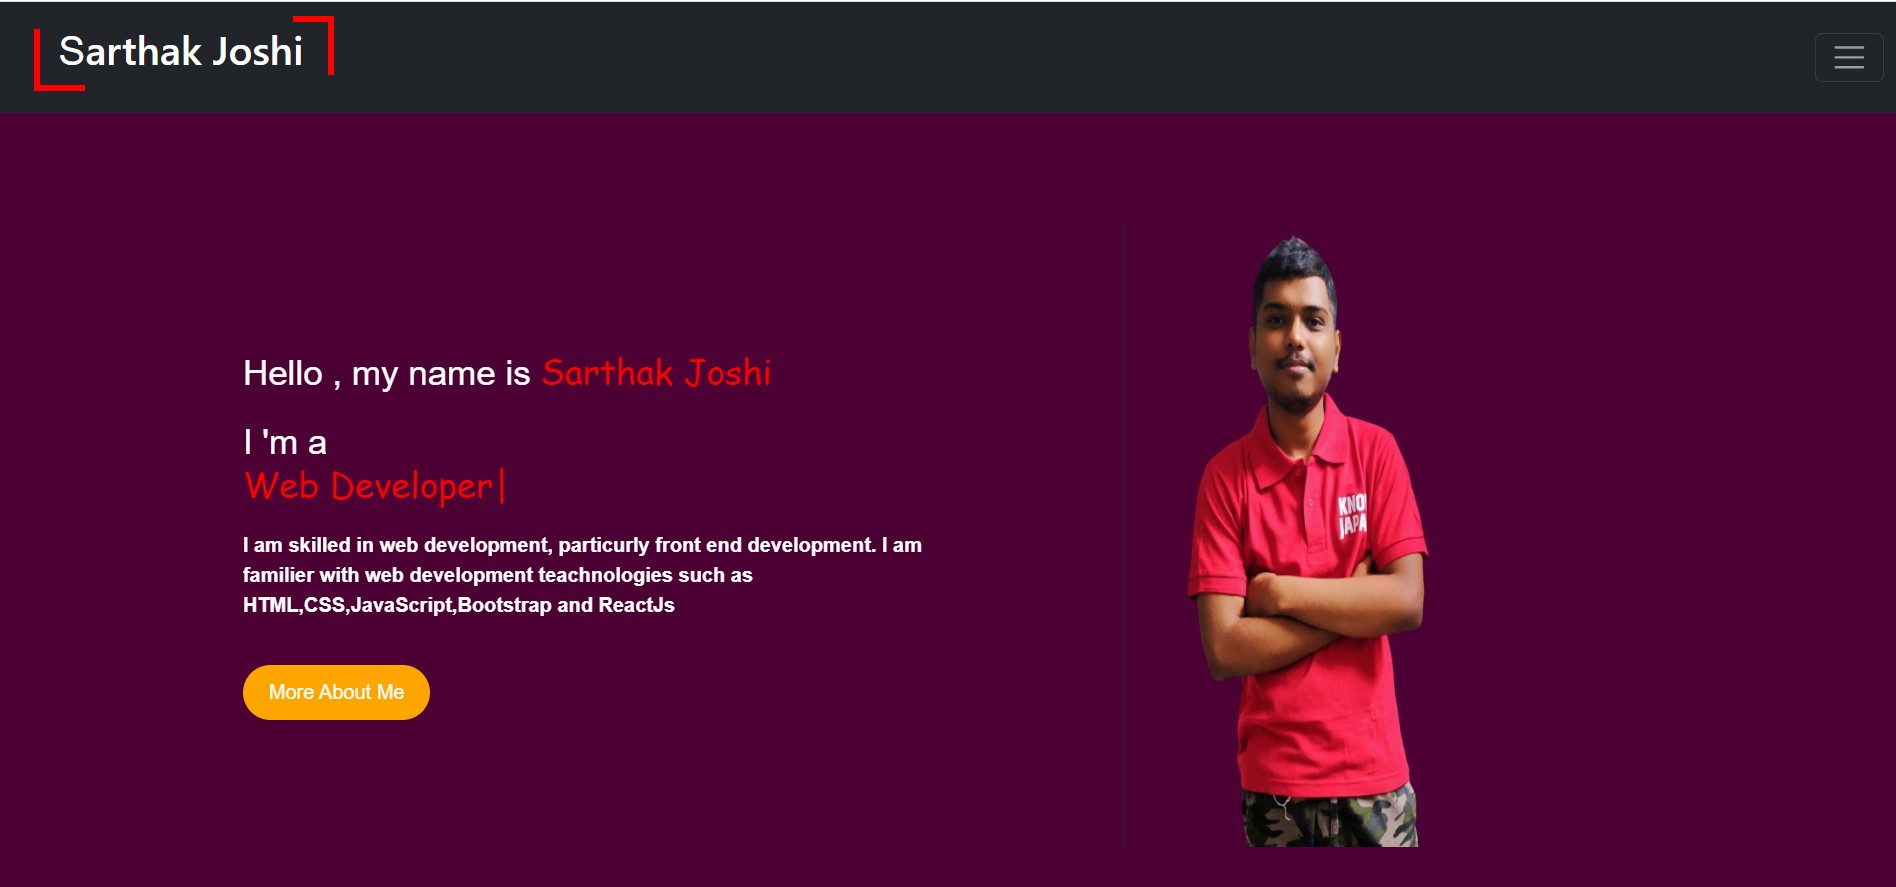 Sarthak Joshi
Hello , my name is Sarthak Joshi
I 'm a
Web Developer|
I am skilled in web development, particurly front end development. I am
familier with web development teachnologies such as
HTML,CSS,JavaScript,Bootstrap and ReactJs
More About Me
KNO
JAPA